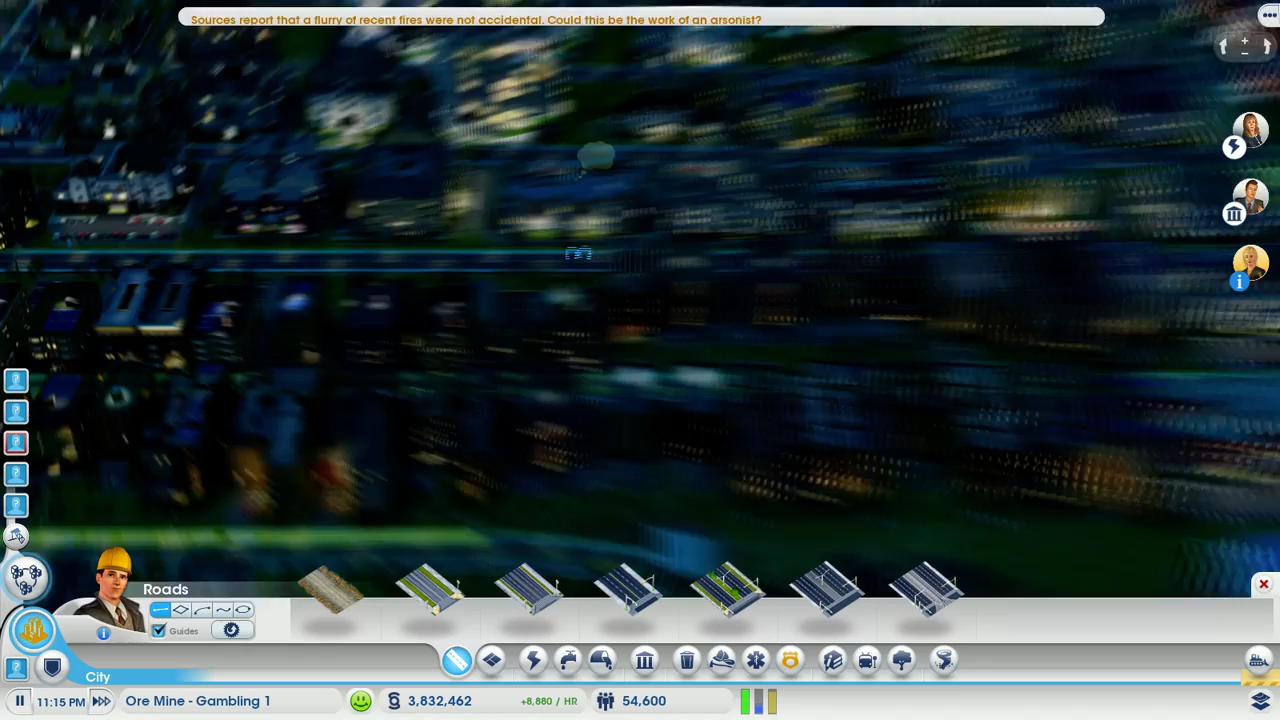 Sources report that a flurry of recent fires were not accidental. Could this be the work of an arsonist?
Roads
Guides
City
11:15 PM
Ore Mine - Gambling 1
3,832,462
+8,880 / HR
54,600